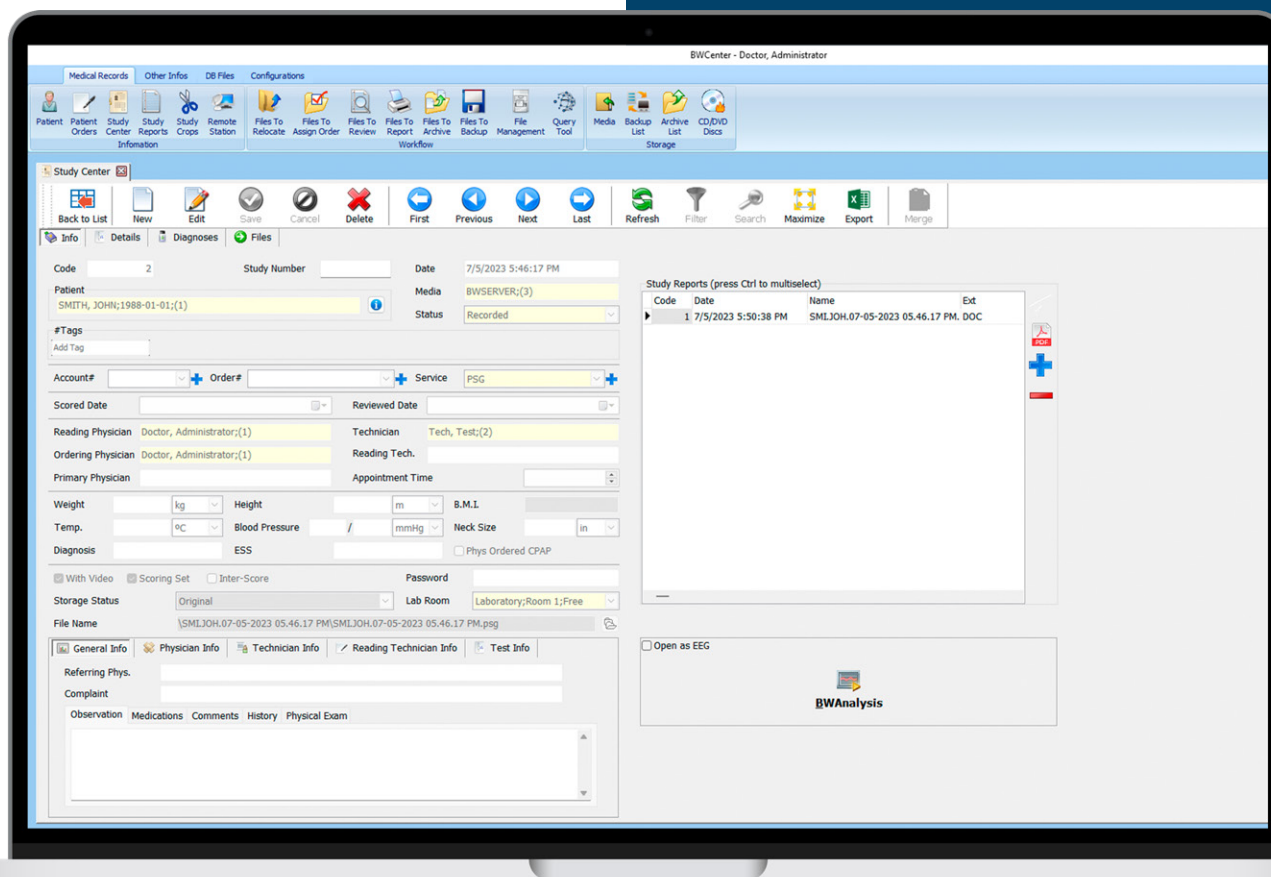 BWCenter - Doctor, Administrator
Medical Records Other Infos DB Files Configurations
Patient Patient Orders Study Center Study Reports Study Crops Remote Station Files To Relocate Files To Assign Order Files To Review Files To Report Files To Archive Files To Backup File Management Query Tool Media Backup List Archive List CD/DVD Discs
Infomation Workflow Storage
Study Center
Back to List New Edit Save Cancel Delete First Previous Next Last Refresh Filter Search Maximize Export Merge
Info Details Diagnoses Files
Code 2 Study Number Date 7/5/2023 5:46:17 PM
Patient
SMITH, JOHN;1988-01-01;(1)
Media BWSERVER;(3)
Status Recorded
#Tags
Add Tag
Account# Order# Service PSG
Scored Date Reviewed Date
Reading Physician Doctor, Administrator;(1) Technician Tech, Test;(2)
Ordering Physician Doctor, Administrator;(1) Reading Tech.
Primary Physician Appointment Time
Weight kg Height m B.M.I.
Temp. ºC Blood Pressure / mmHg Neck Size in
Diagnosis ESS Phys Ordered CPAP
With Video Scoring Set Inter-Score Password
Storage Status Original Lab Room Laboratory;Room 1;Free
File Name \SMIJOH.07-05-2023 05.46.17 PM\SMIJOH.07-05-2023 05.46.17 PM.psg
General Info Physician Info Technician Info Reading Technician Info Test Info
Referring Phys.
Complaint
Observation Medications Comments History Physical Exam
Study Reports (press Ctrl to multiselect)
Code Date Name Ext
1 7/5/2023 5:50:38 PM SMIJOH.07-05-2023 05.46.17 PM. DOC
PDF
Open as EEG
BWAnalysis